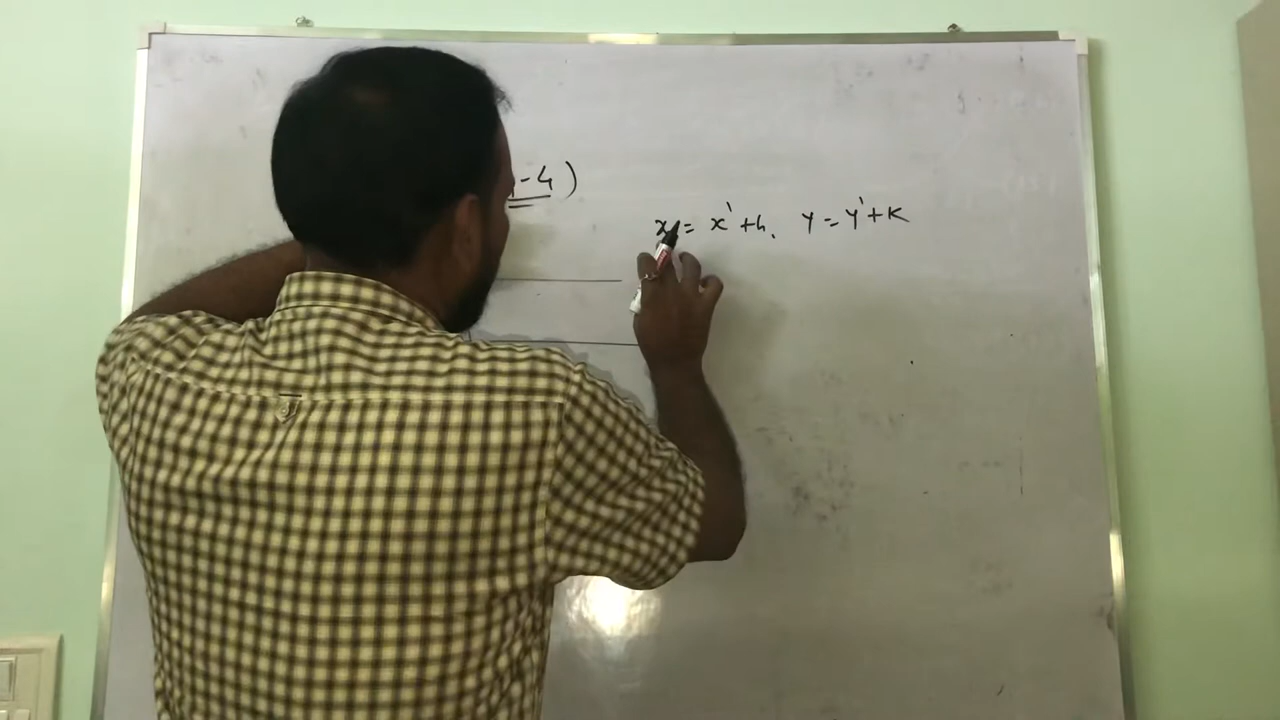 -4)
x = x' + h, y = y' + k